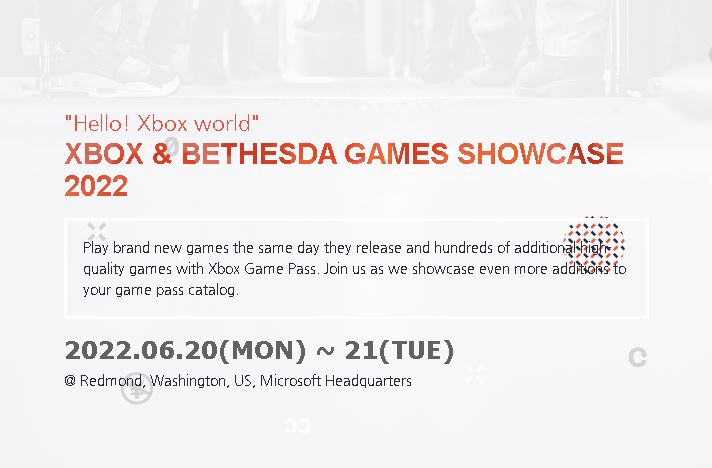 "Hello! Xbox world"
XBOX & BETHESDA GAMES SHOWCASE
2022
Play brand new games the same day they release and hundreds of additional high-
quality games with Xbox Game Pass. Join us as we showcase even more additions to
your game pass catalog.
2022.06.20(MON) ~ 21(TUE)
@ Redmond, Washington, US, Microsoft Headquarters